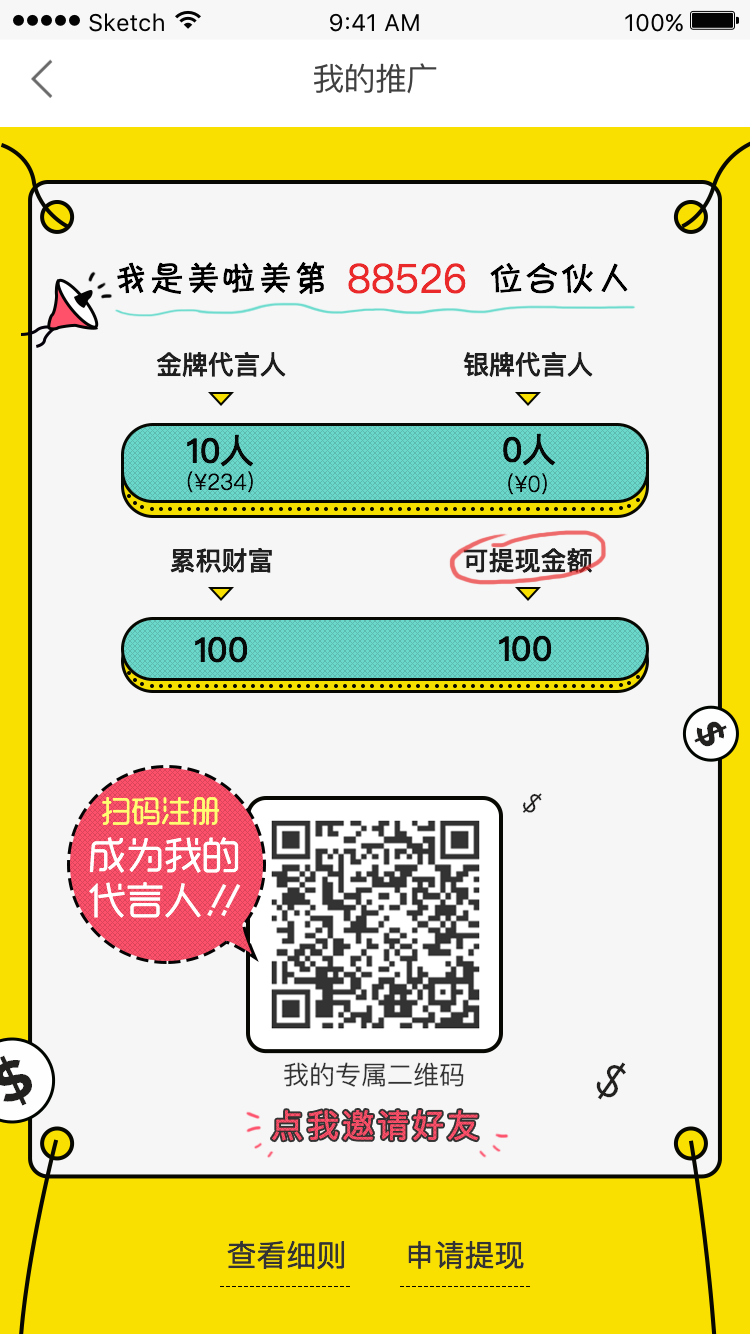 Sketch 9:41 AM 100%
我的推广
我是美啦美第 88526 位合伙人
金牌代言人 银牌代言人
10人 0人
(¥234) (¥0)
累积财富 可提现金额
100 100
扫码注册
成为我的
代言人!!
我的专属二维码
点我邀请好友
查看细则 申请提现